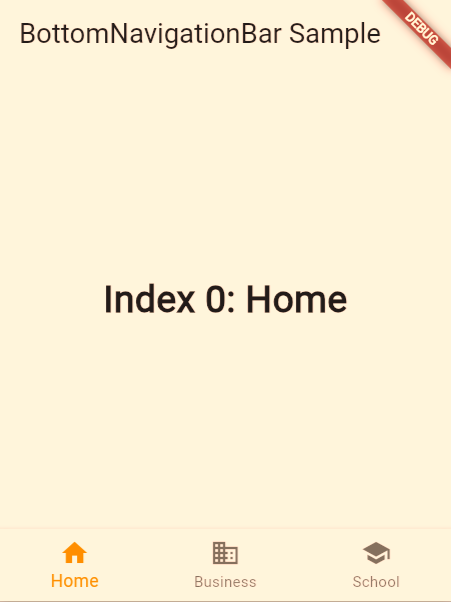 BottomNavigationBar Sample
DEBUG
Index 0: Home
Home
Business
School